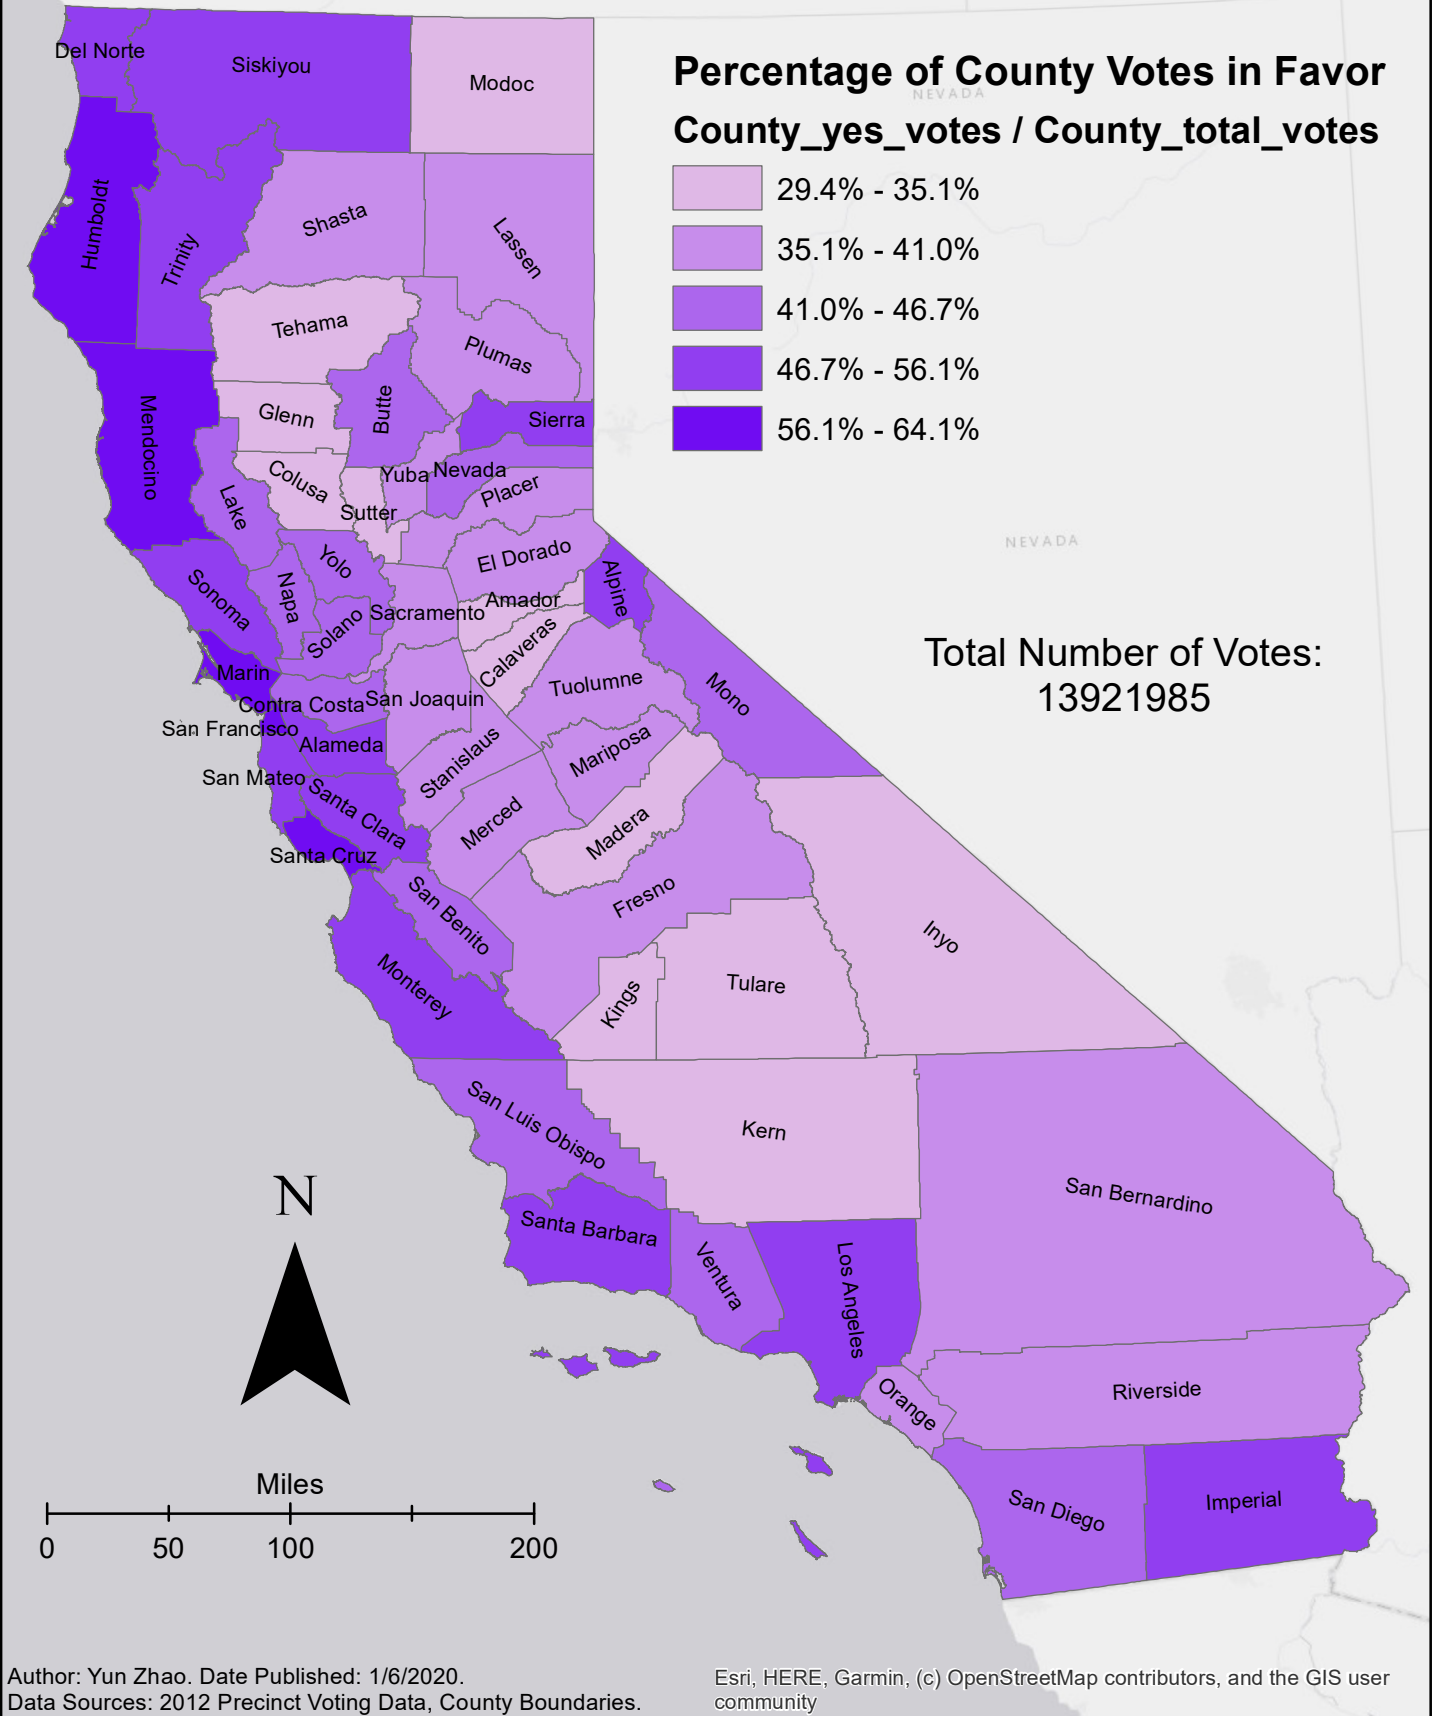 Percentage of County Votes in Favor
NEVADA
County_yes_votes / County_total_votes
29.4% - 35.1%
35.1% - 41.0%
41.0% - 46.7%
46.7% - 56.1%
56.1% - 64.1%
Del Norte
Siskiyou
Modoc
Humboldt
Trinity
Shasta
Lassen
Tehama
Plumas
Mendocino
Glenn
Butte
Sierra
Colusa
Yuba
Nevada
Placer
Lake
Sutter
NEVADA
Yolo
El Dorado
Sonoma
Napa
Solano
Sacramento
Amador
Alpine
Calaveras
Marin
Contra Costa
San Joaquin
Tuolumne
Mono
Total Number of Votes:
13921985
San Francisco
Alameda
Stanislaus
Mariposa
San Mateo
Santa Clara
Merced
Madera
Santa Cruz
San Benito
Fresno
Inyo
Monterey
Kings
Tulare
San Luis Obispo
Kern
San Bernardino
Santa Barbara
Ventura
Los Angeles
Orange
Riverside
San Diego
Imperial
N
Miles
0 50 100 200
Author: Yun Zhao. Date Published: 1/6/2020.
Data Sources: 2012 Precinct Voting Data, County Boundaries.
Esri, HERE, Garmin, (c) OpenStreetMap contributors, and the GIS user
community